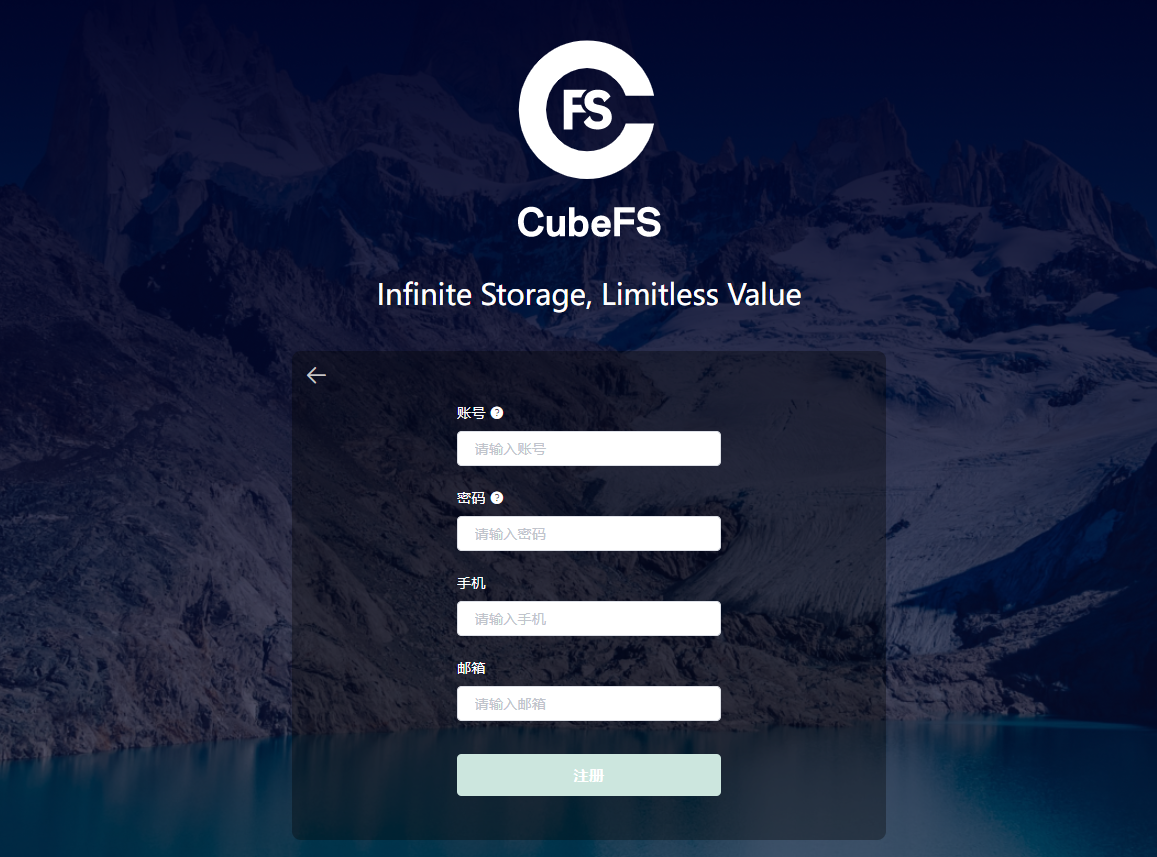 FS
CubeFS
Infinite Storage, Limitless Value
账号 ?
请输入账号
密码 ?
请输入密码
手机
请输入手机
邮箱
请输入邮箱
注册